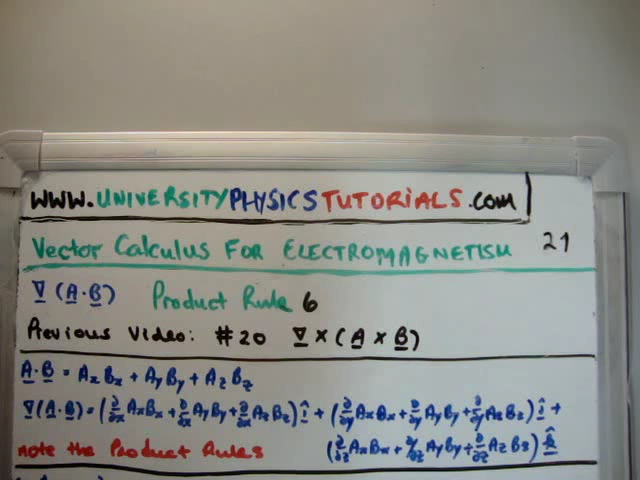 WWW.UNIVERSITYPHYSICSTUTORIALS.COM
Vector Calculus FOR ELECTROMAGNETISM 21
∇(A·B) Product Rule 6
Previous Video: #20 ∇×(A×B)
A·B = AxBx + AyBy + AzBz
∇(A·B) = (∂/∂x AxBx + ∂/∂x AyBy + ∂/∂x AzBz) î + (∂/∂y AxBx + ∂/∂y AyBy + ∂/∂y AzBz) ĵ +
note the Product Rules (∂/∂z AxBx + ∂/∂z AyBy + ∂/∂z AzBz) k̂